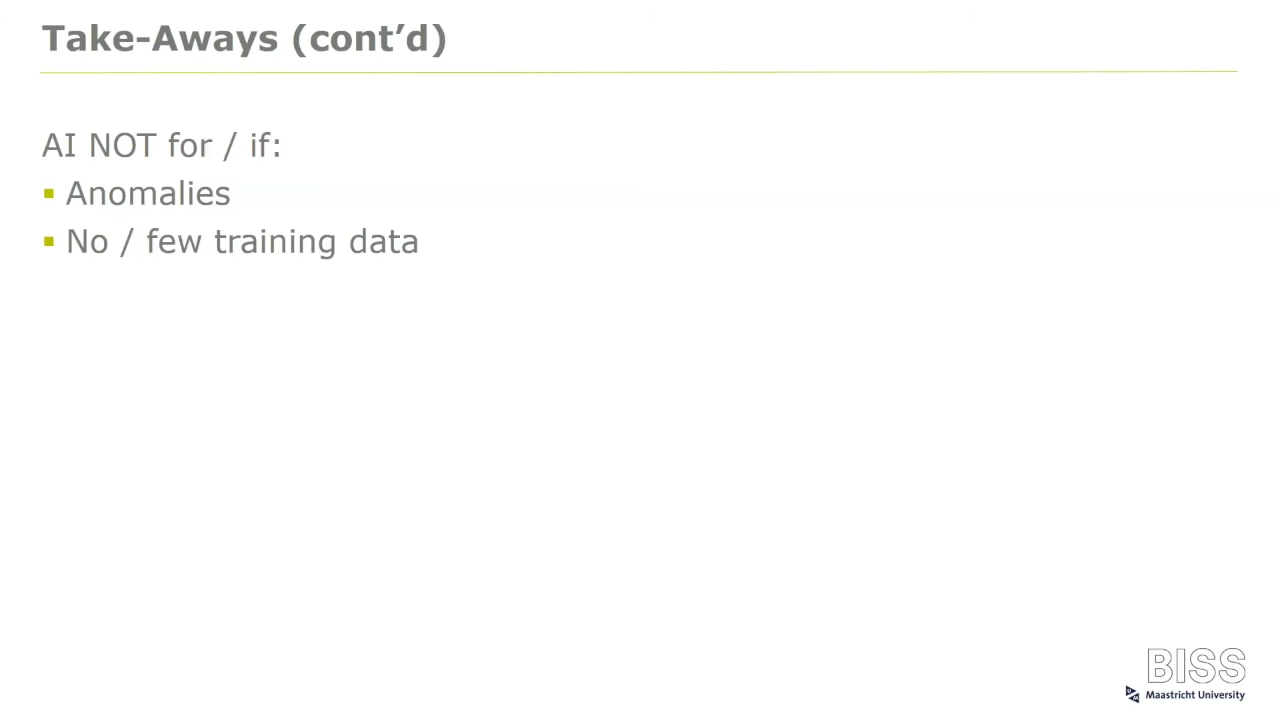 Take-Aways (cont’d)
AI NOT for / if:
Anomalies
No / few training data
BISS
Maastricht University